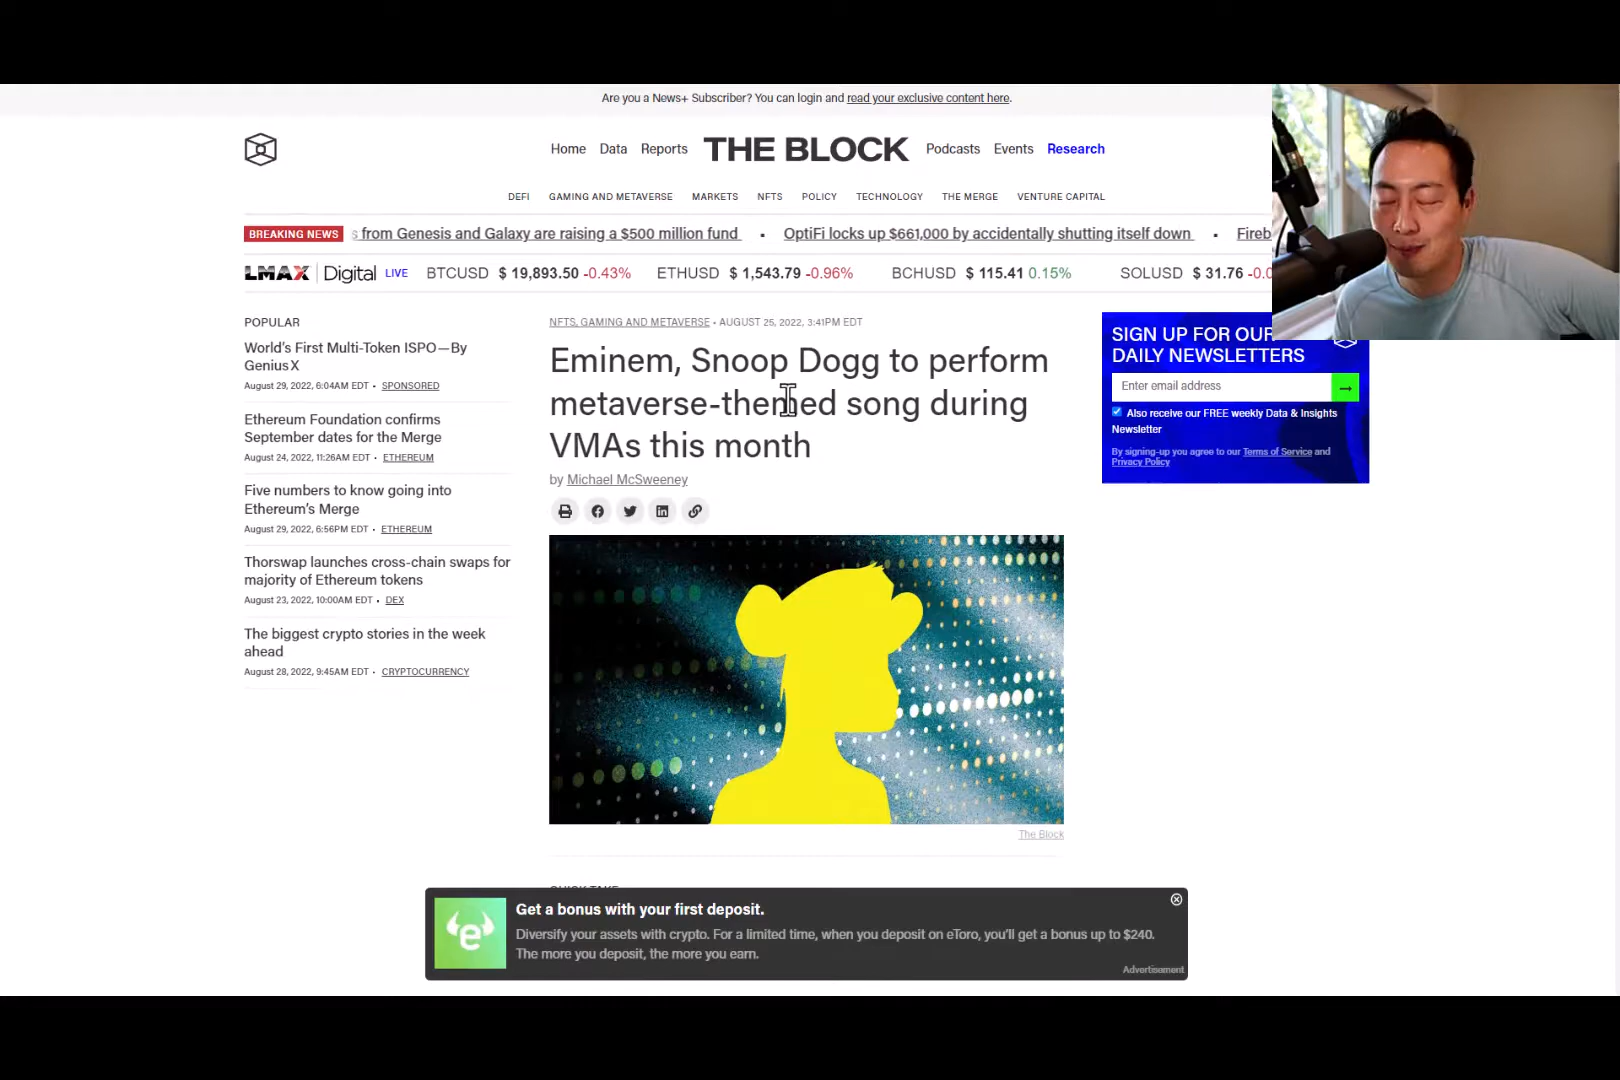 Are you a News+ Subscriber? You can login and read your exclusive content here.
Home Data Reports THE BLOCK Podcasts Events Research
DEFI GAMING AND METAVERSE MARKETS NFTS POLICY TECHNOLOGY THE MERGE VENTURE CAPITAL
BREAKING NEWS s from Genesis and Galaxy are raising a $500 million fund • OptiFi locks up $661,000 by accidentally shutting itself down • Fireb
LMAX Digital LIVE BTCUSD $ 19,893.50 -0.43% ETHUSD $ 1,543.79 -0.96% BCHUSD $ 115.41 0.15% SOLUSD $ 31.76 -0.0
POPULAR
World's First Multi-Token ISPO—By
Genius X
August 29, 2022, 6:04AM EDT • SPONSORED
Ethereum Foundation confirms
September dates for the Merge
August 24, 2022, 11:26AM EDT • ETHEREUM
Five numbers to know going into
Ethereum's Merge
August 29, 2022, 6:56PM EDT • ETHEREUM
Thorswap launches cross-chain swaps for
majority of Ethereum tokens
August 23, 2022, 10:00AM EDT • DEX
The biggest crypto stories in the week
ahead
August 28, 2022, 9:45AM EDT • CRYPTOCURRENCY
NFTS, GAMING AND METAVERSE • AUGUST 25, 2022, 3:41PM EDT
Eminem, Snoop Dogg to perform
metaverse-themed song during
VMAs this month
by Michael McSweeney
The Block
QUICK TAKE
SIGN UP FOR OUR
DAILY NEWSLETTERS
Enter email address →
Also receive our FREE weekly Data & Insights
Newsletter
By signing-up you agree to our Terms of Service and
Privacy Policy
Get a bonus with your first deposit.
Diversify your assets with crypto. For a limited time, when you deposit on eToro, you'll get a bonus up to $240.
The more you deposit, the more you earn.
Advertisement